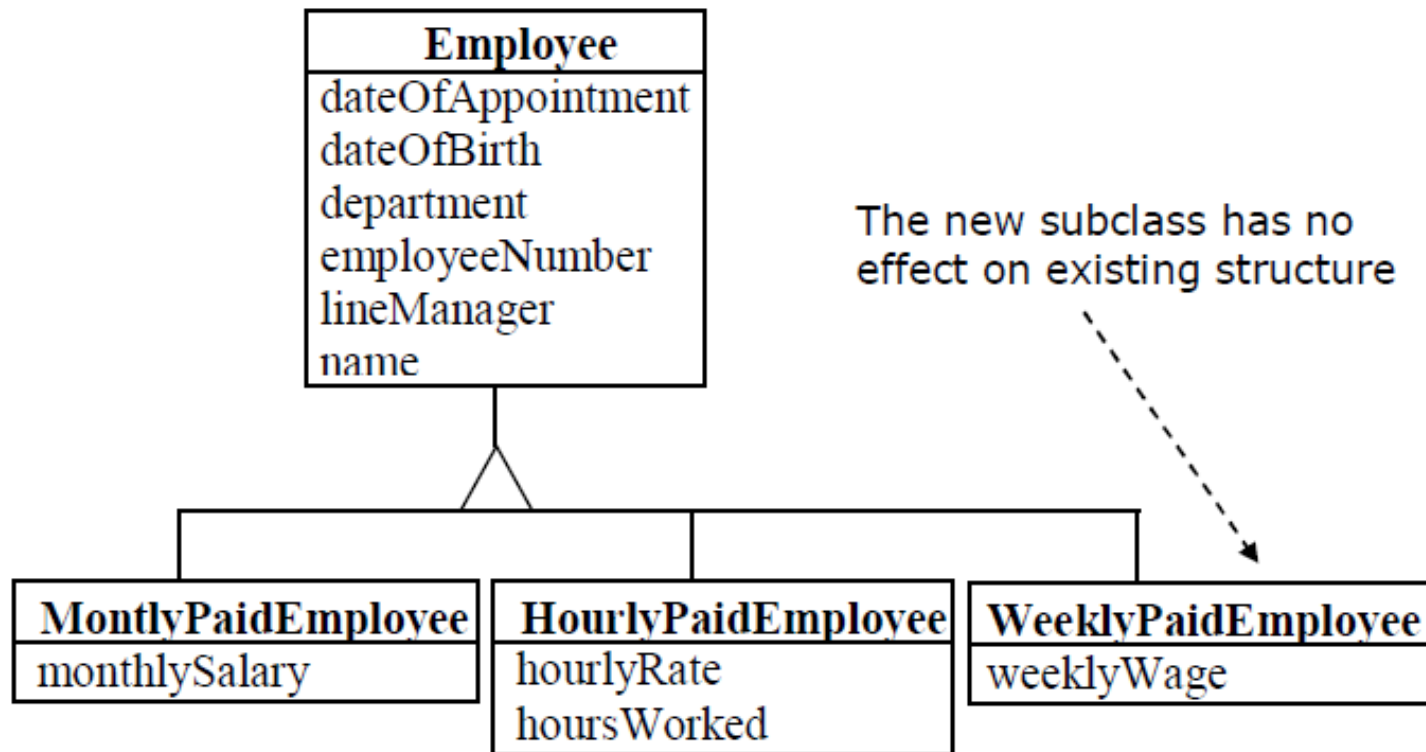 Employee
dateOfAppointment
dateOfBirth
department
employeeNumber
lineManager
name
The new subclass has no
effect on existing structure
MontlyPaidEmployee
monthlySalary
HourlyPaidEmployee
hourlyRate
hoursWorked
WeeklyPaidEmployee
weeklyWage